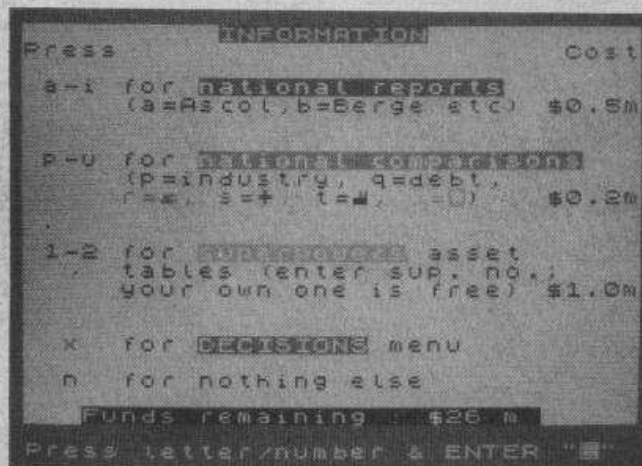 INFORMATION
Press Cost
a-i for national reports
(a=Ascol,b=Berge etc) $0.5m
p-u for national comparisons
(p=industry, q=debt,
r= , s= , t= , = ) $0.2m
1-2 for superpowers asset
tables (enter sup. no.;
your own one is free) $1.0m
x for DECISIONS menu
n for nothing else
Funds remaining : $26 m
Press letter/number & ENTER " "